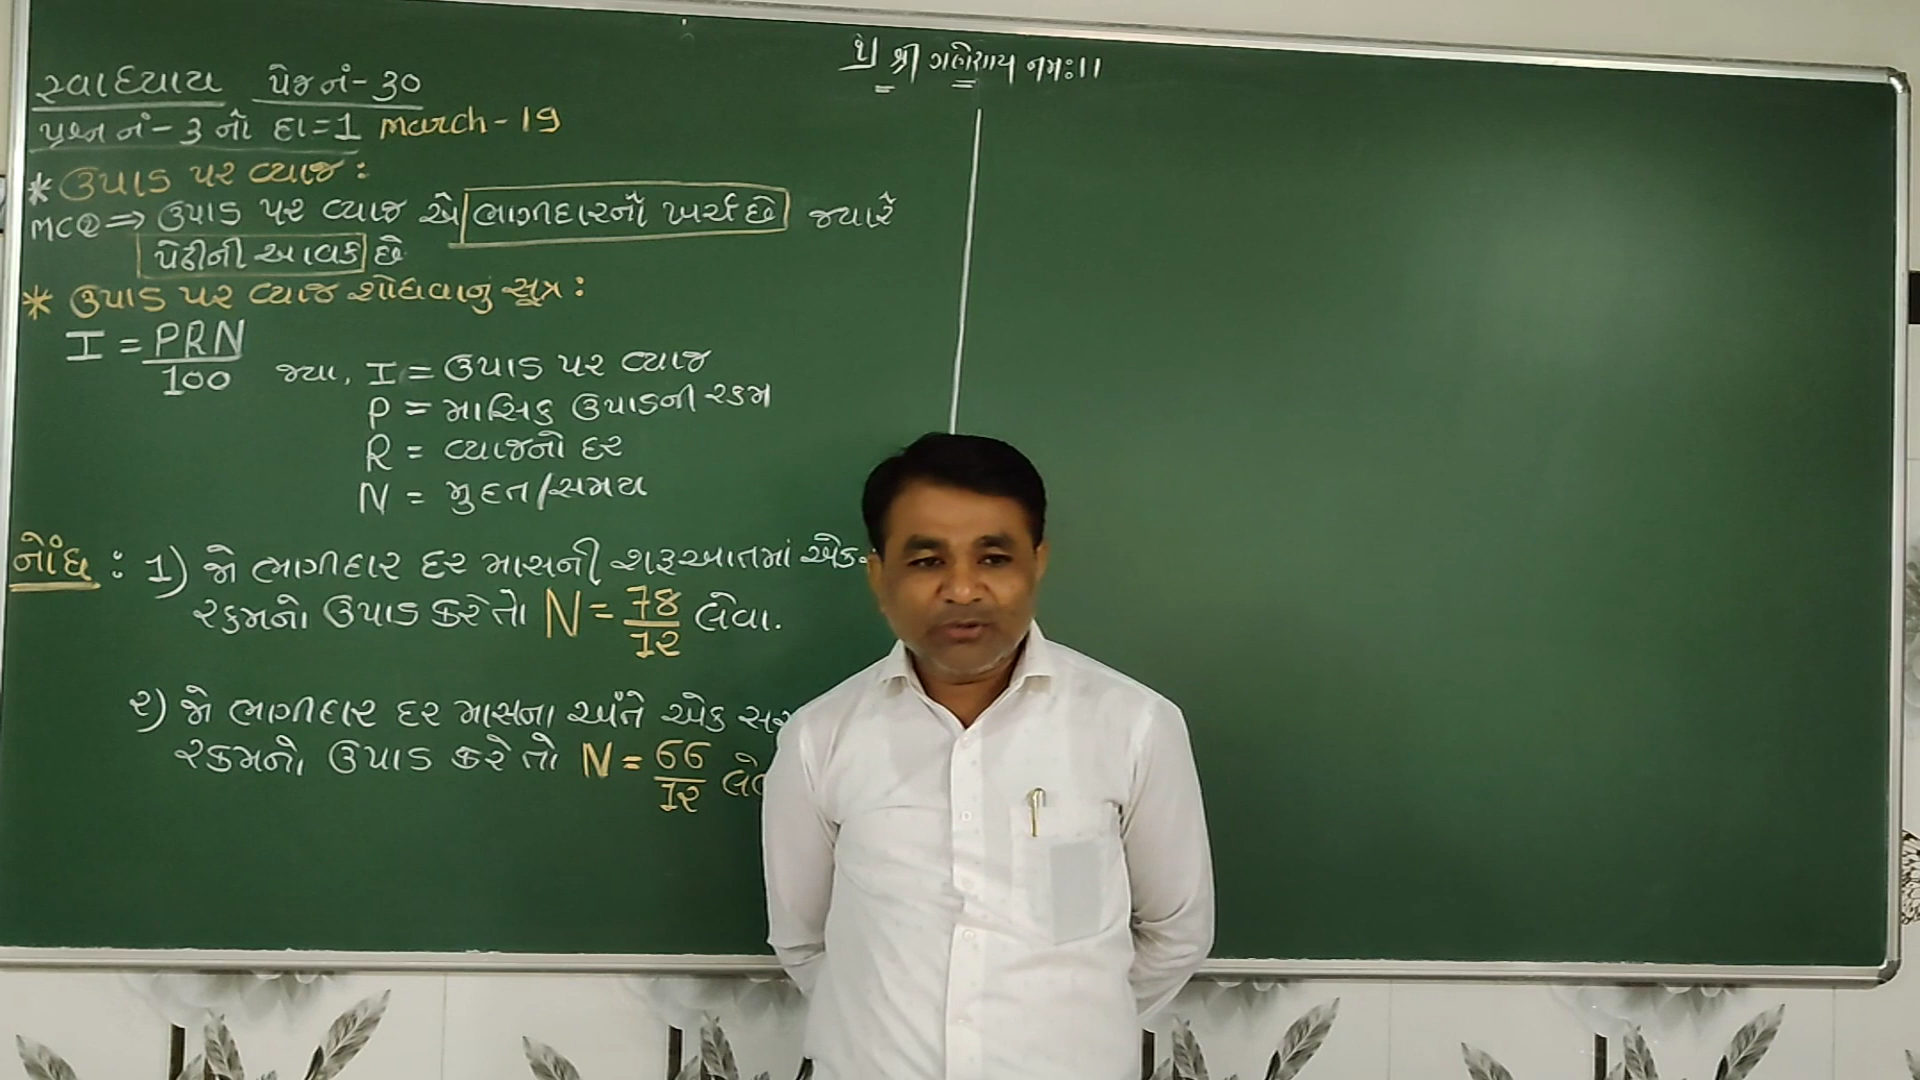 શ્રી ગણેશાય નમઃ ।।
સ્વાધ્યાય પેજ નં- ૩૦
પ્રશ્ન નં- ૩ નો દા = 1 March - 19
* ઉપાડ પર વ્યાજ :
MCQ ⇒ ઉપાડ પર વ્યાજ એ ભાગીદારનો ખર્ચ છે જ્યારે
પેઢીની આવક છે
* ઉપાડ પર વ્યાજ શોધવાનુ સૂત્ર :
I = PRN/100 જ્યા, I = ઉપાડ પર વ્યાજ
P = માસિક ઉપાડની રકમ
R = વ્યાજનો દર
N = મુદત/સમય
નોંધ : 1) જો ભાગીદાર દર માસની શરૂઆતમાં એક
રકમનો ઉપાડ કરે તો N = 78/12 લેવા.
૨) જો ભાગીદાર દર માસના અંતે એક
રકમનો ઉપાડ કરે તો N = 66/12